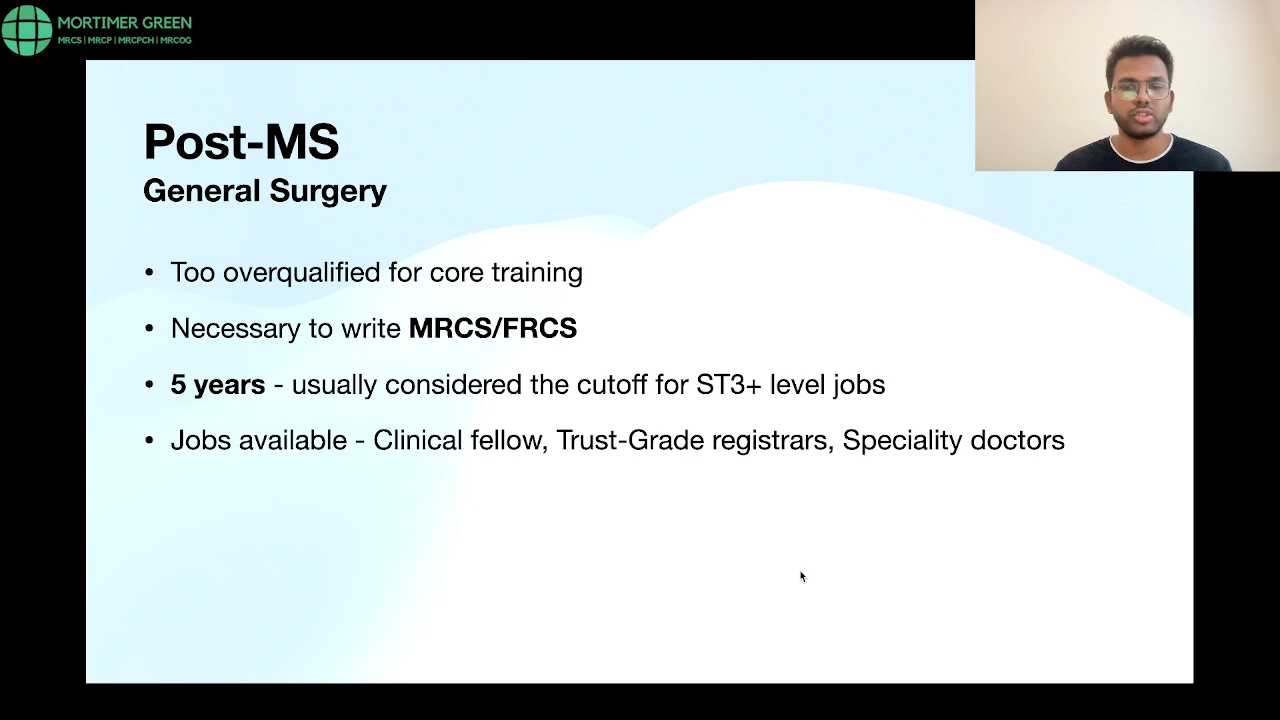 MORTIMER GREEN
MRCS | MRCP | MRCPCH | MRCOG
Post-MS
General Surgery
• Too overqualified for core training
• Necessary to write MRCS/FRCS
• 5 years - usually considered the cutoff for ST3+ level jobs
• Jobs available - Clinical fellow, Trust-Grade registrars, Speciality doctors